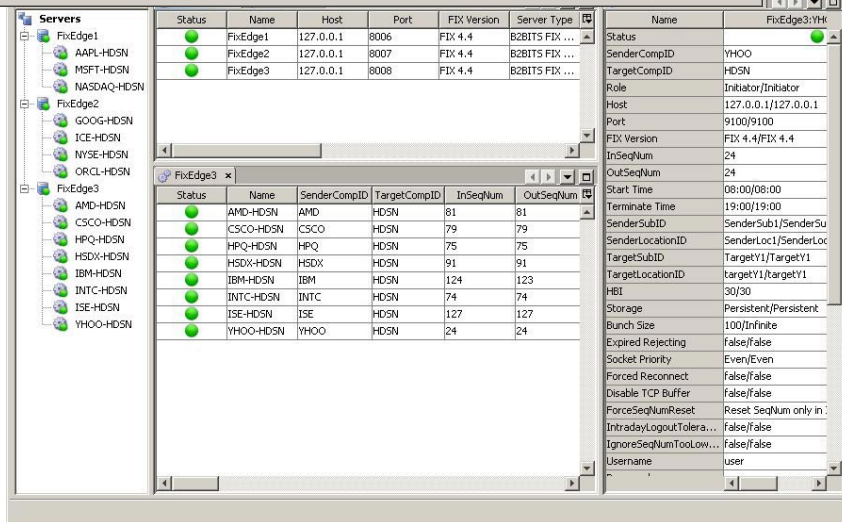 Servers
FixEdge1
AAPL-HDSN
MSFT-HDSN
NASDAQ-HDSN
FixEdge2
GOOG-HDSN
ICE-HDSN
NYSE-HDSN
ORCL-HDSN
FixEdge3
AMD-HDSN
CSCO-HDSN
HPQ-HDSN
HSDX-HDSN
IBM-HDSN
INTC-HDSN
ISE-HDSN
YHOO-HDSN
Status Name Host Port FIX Version Server Type
FixEdge1 127.0.0.1 8006 FIX 4.4 B2BITS FIX ...
FixEdge2 127.0.0.1 8007 FIX 4.4 B2BITS FIX ...
FixEdge3 127.0.0.1 8008 FIX 4.4 B2BITS FIX ...
FixEdge3
Status Name SenderCompID TargetCompID InSeqNum OutSeqNum
AMD-HDSN AMD HDSN 81 81
CSCO-HDSN CSCO HDSN 79 79
HPQ-HDSN HPQ HDSN 75 75
HSDX-HDSN HSDX HDSN 91 91
IBM-HDSN IBM HDSN 124 123
INTC-HDSN INTC HDSN 74 74
ISE-HDSN ISE HDSN 127 127
YHOO-HDSN YHOO HDSN 24 24
Name FixEdge3:YH
Status
SenderCompID YHOO
TargetCompID HDSN
Role Initiator/Initiator
Host 127.0.0.1/127.0.0.1
Port 9100/9100
FIX Version FIX 4.4/FIX 4.4
InSeqNum 24
OutSeqNum 24
Start Time 08:00/08:00
Terminate Time 19:00/19:00
SenderSubID SenderSub1/SenderSu
SenderLocationID SenderLoc1/SenderLoc
TargetSubID TargetY1/TargetY1
TargetLocationID targetY1/targetY1
HBI 30/30
Storage Persistent/Persistent
Bunch Size 100/Infinite
Expired Rejecting false/false
Socket Priority Even/Even
Forced Reconnect false/false
Disable TCP Buffer false/false
ForceSeqNumReset Reset SeqNum only in
IntradayLogoutTolera... false/false
IgnoreSeqNumTooLow... false/false
Username user